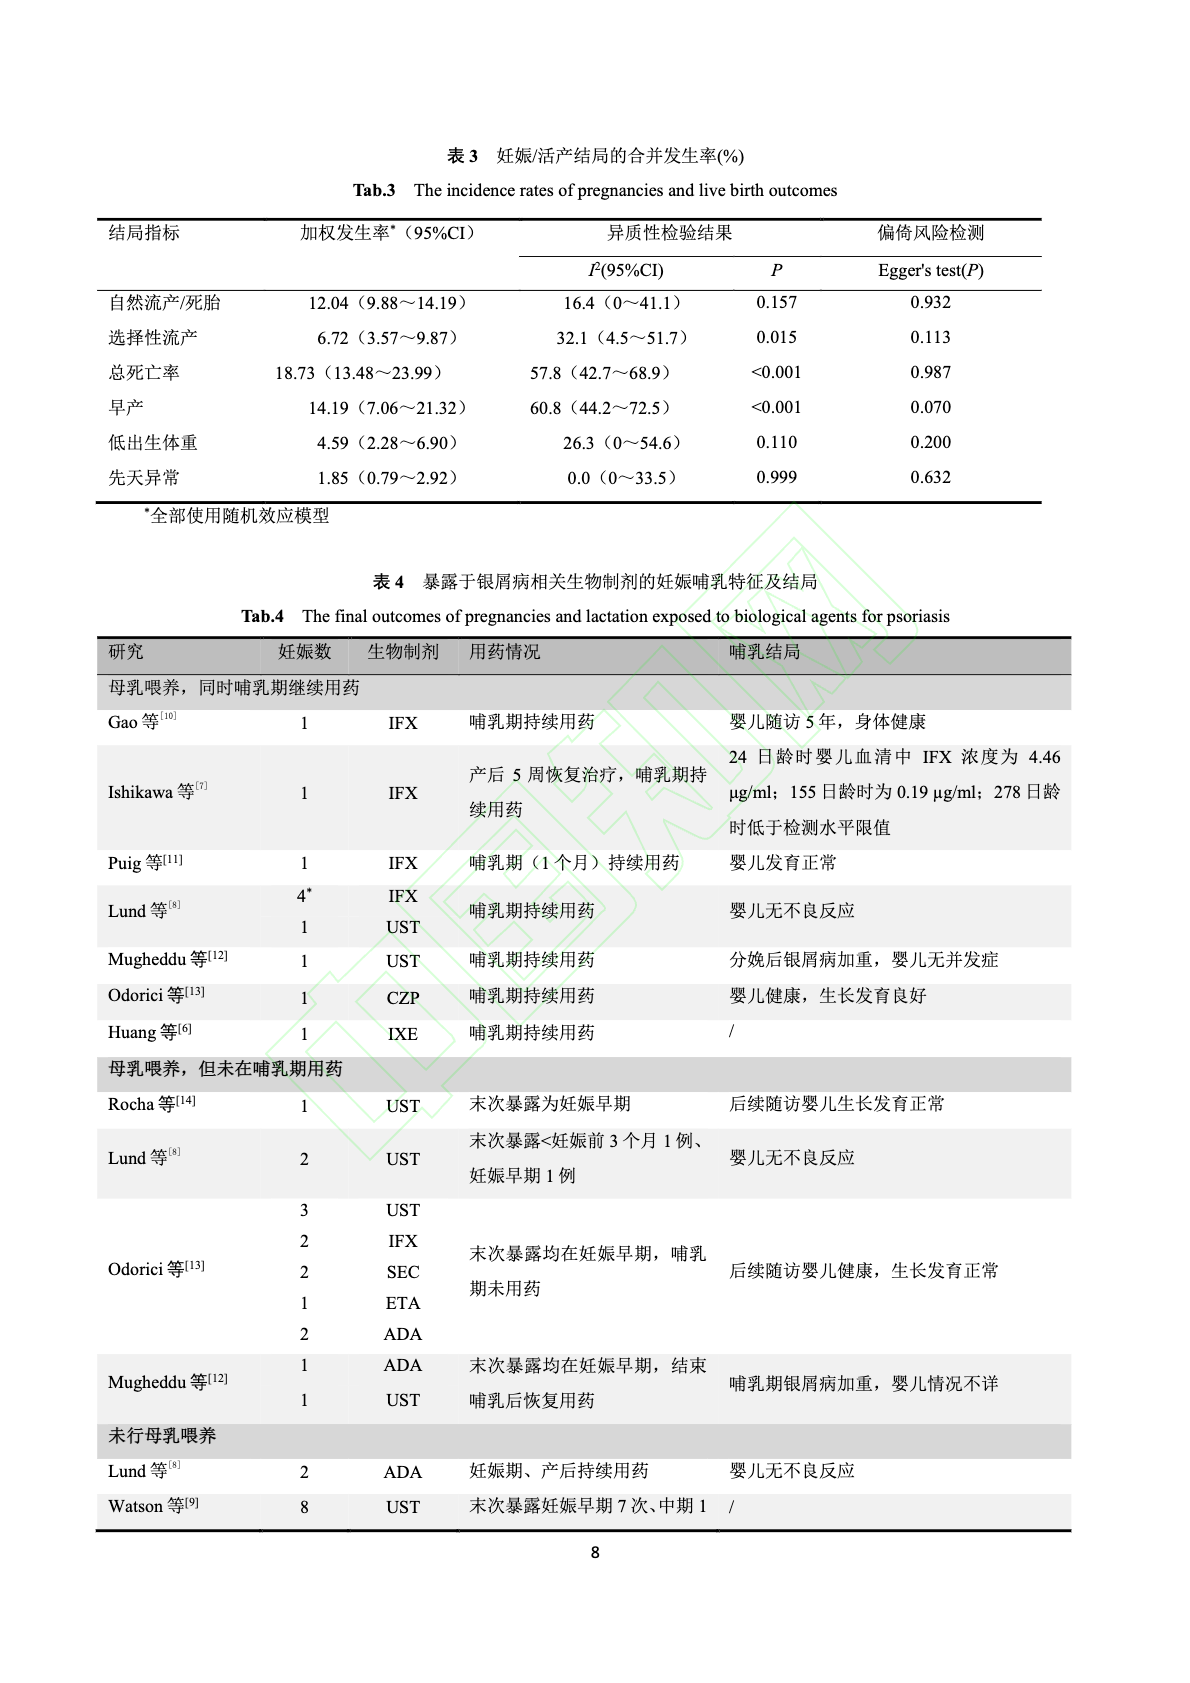 表 3 妊娠/活产结局的合并发生率(%)
Tab.3 The incidence rates of pregnancies and live birth outcomes
结局指标 加权发生率*（95%CI） 异质性检验结果 偏倚风险检测
I²(95%CI) P Egger's test(P)
自然流产/死胎 12.04（9.88～14.19） 16.4（0～41.1） 0.157 0.932
选择性流产 6.72（3.57～9.87） 32.1（4.5～51.7） 0.015 0.113
总死亡率 18.73（13.48～23.99） 57.8（42.7～68.9） <0.001 0.987
早产 14.19（7.06～21.32） 60.8（44.2～72.5） <0.001 0.070
低出生体重 4.59（2.28～6.90） 26.3（0～54.6） 0.110 0.200
先天异常 1.85（0.79～2.92） 0.0（0～33.5） 0.999 0.632
*全部使用随机效应模型
表 4 暴露于银屑病相关生物制剂的妊娠哺乳特征及结局
Tab.4 The final outcomes of pregnancies and lactation exposed to biological agents for psoriasis
研究 妊娠数 生物制剂 用药情况 哺乳结局
母乳喂养，同时哺乳期继续用药
Gao 等[10] 1 IFX 哺乳期持续用药 婴儿随访 5 年，身体健康
Ishikawa 等[7] 1 IFX
产后 5 周恢复治疗，哺乳期持
续用药
24 日龄时婴儿血清中 IFX 浓度为 4.46
μg/ml；155 日龄时为 0.19 μg/ml；278 日龄
时低于检测水平限值
Puig 等[11] 1 IFX 哺乳期（1 个月）持续用药 婴儿发育正常
Lund 等[8]
4* IFX
1 UST
哺乳期持续用药 婴儿无不良反应
Mugheddu 等[12] 1 UST 哺乳期持续用药 分娩后银屑病加重，婴儿无并发症
Odorici 等[13] 1 CZP 哺乳期持续用药 婴儿健康，生长发育良好
Huang 等[6] 1 IXE 哺乳期持续用药 /
母乳喂养，但未在哺乳期用药
Rocha 等[14] 1 UST 末次暴露为妊娠早期 后续随访婴儿生长发育正常
Lund 等[8] 2 UST
末次暴露<妊娠前 3 个月 1 例、
妊娠早期 1 例
婴儿无不良反应
Odorici 等[13]
3 UST
2 IFX
2 SEC
1 ETA
2 ADA
末次暴露均在妊娠早期，哺乳
期未用药
后续随访婴儿健康，生长发育正常
Mugheddu 等[12]
1 ADA
1 UST
末次暴露均在妊娠早期，结束
哺乳后恢复用药
哺乳期银屑病加重，婴儿情况不详
未行母乳喂养
Lund 等[8] 2 ADA 妊娠期、产后持续用药 婴儿无不良反应
Watson 等[9] 8 UST 末次暴露妊娠早期 7 次、中期 1 /
8
中国知网